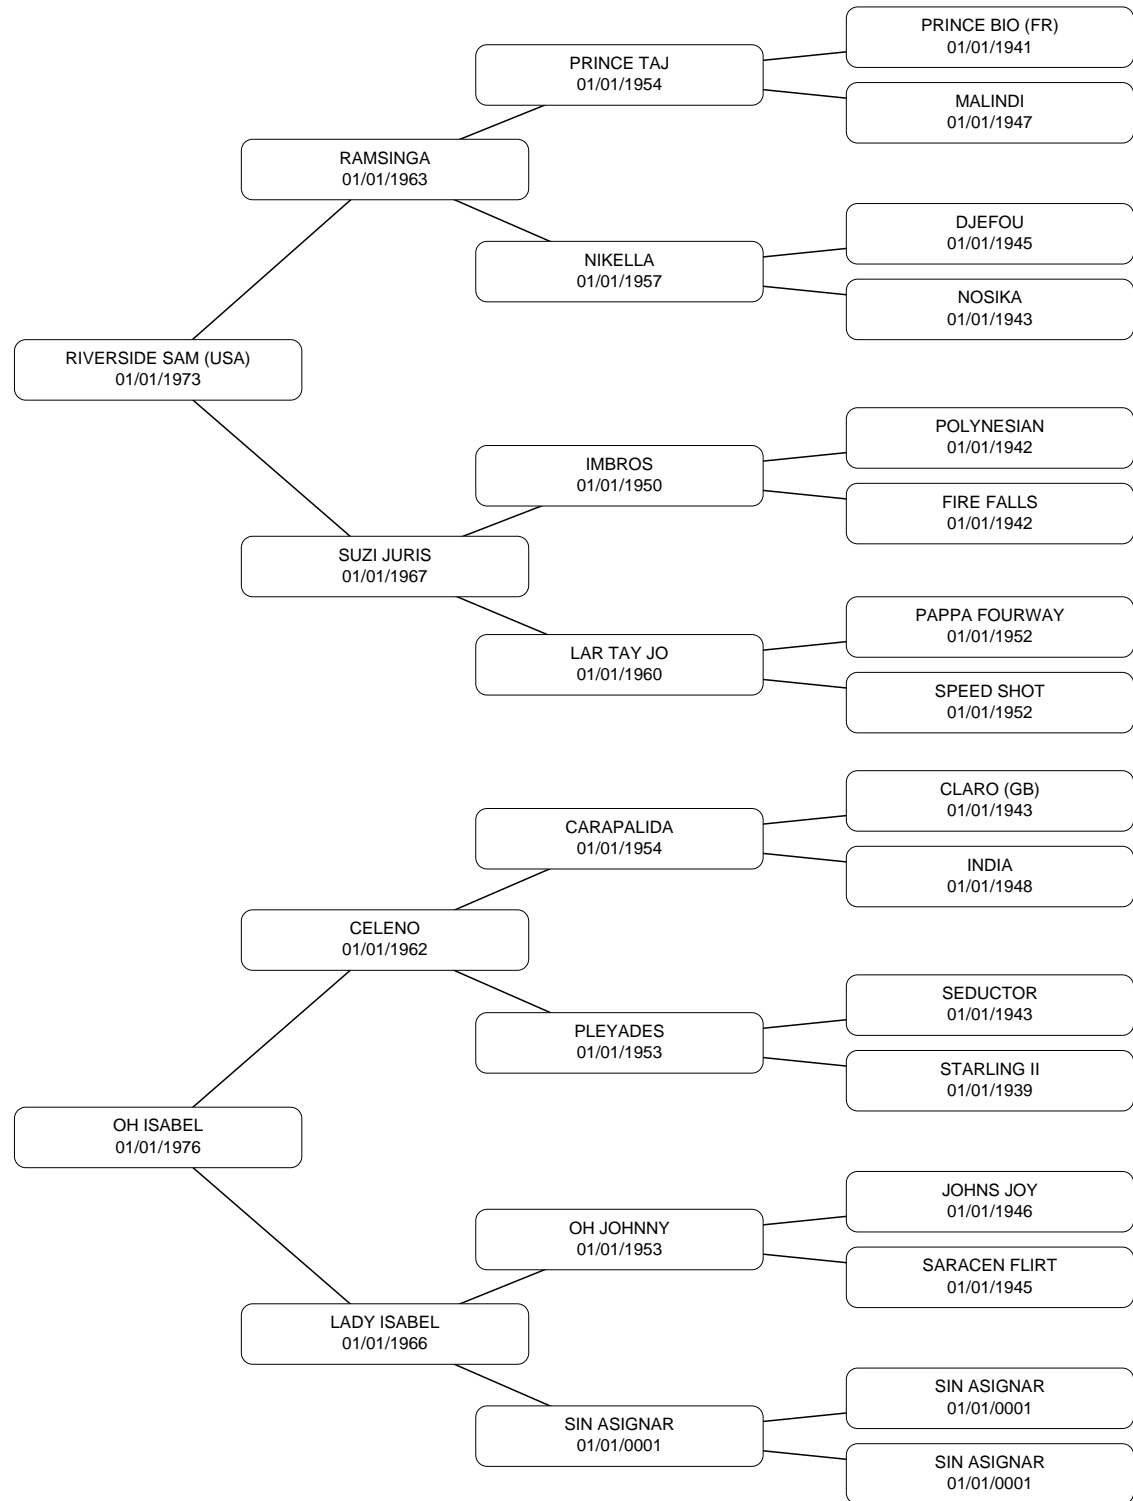 PRINCE BIO (FR)
01/01/1941
PRINCE TAJ
01/01/1954
MALINDI
01/01/1947
RAMSINGA
01/01/1963
DJEFOU
01/01/1945
NIKELLA
01/01/1957
NOSIKA
01/01/1943
RIVERSIDE SAM (USA)
01/01/1973
POLYNESIAN
01/01/1942
IMBROS
01/01/1950
FIRE FALLS
01/01/1942
SUZI JURIS
01/01/1967
PAPPA FOURWAY
01/01/1952
LAR TAY JO
01/01/1960
SPEED SHOT
01/01/1952
CLARO (GB)
01/01/1943
CARAPALIDA
01/01/1954
INDIA
01/01/1948
CELENO
01/01/1962
SEDUCTOR
01/01/1943
PLEYADES
01/01/1953
STARLING II
01/01/1939
OH ISABEL
01/01/1976
JOHNS JOY
01/01/1946
OH JOHNNY
01/01/1953
SARACEN FLIRT
01/01/1945
LADY ISABEL
01/01/1966
SIN ASIGNAR
01/01/0001
SIN ASIGNAR
01/01/0001
SIN ASIGNAR
01/01/0001